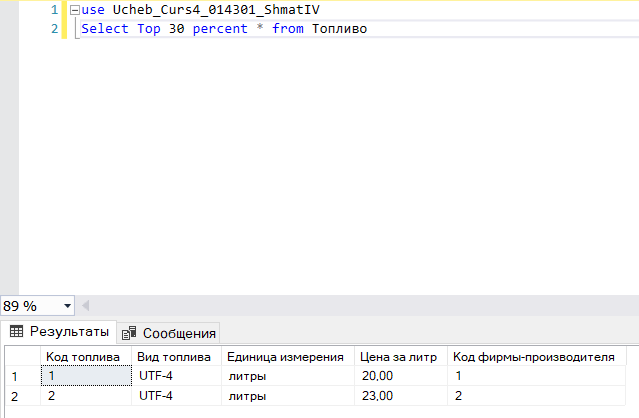 1 use Ucheb_Curs4_014301_ShmatIV
2 Select Top 30 percent * from Топливо
89 %
Результаты Сообщения
Код топлива Вид топлива Единица измерения Цена за литр Код фирмы-производителя
1 1 UTF-4 литры 20,00 1
2 2 UTF-4 литры 23,00 2